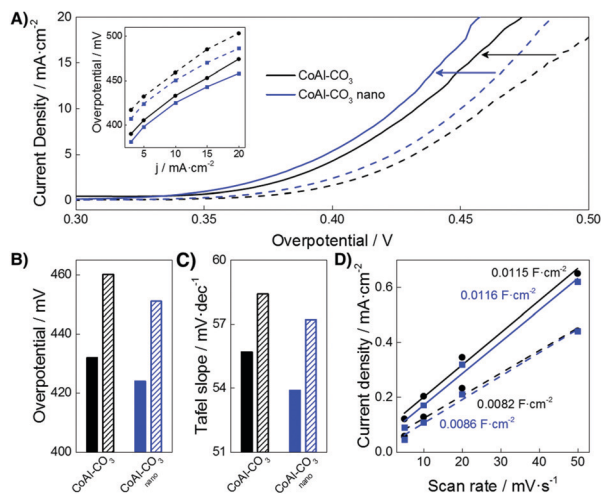 A)
Current Density / mA·cm-2
20
15
10
5
0
0.30
0.35
0.40
0.45
0.50
Overpotential / V
Overpotential / mV
500
450
400
5
10
15
20
j / mA·cm-2
CoAl-CO3
CoAl-CO3 nano
B)
Overpotential / mV
460
440
420
400
CoAl-CO3
CoAl-CO3 nano
C)
Tafel slope / mV·dec-1
60
57
54
51
CoAl-CO3
CoAl-CO3 nano
D)
Current density / mA·cm-2
0.8
0.4
0.0
0.0115 F·cm-2
0.0116 F·cm-2
0.0082 F·cm-2
0.0086 F·cm-2
10
20
30
40
50
Scan rate / mV·s-1